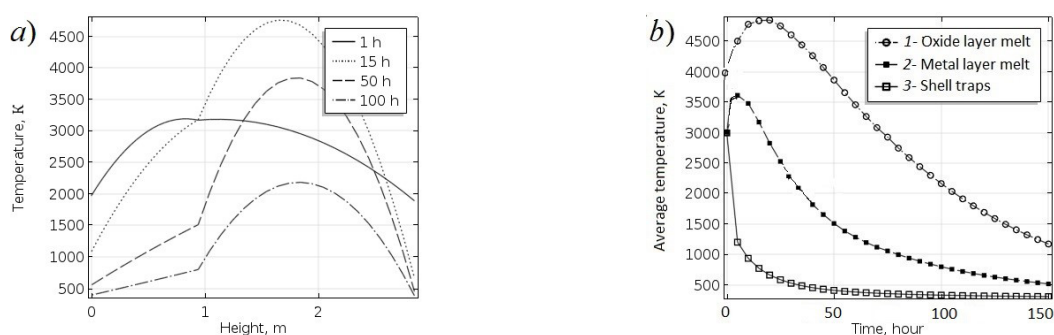 a)
4500
4000
3500
3000
2500
2000
1500
1000
500
Temperature, K
0
1
2
Height, m
1 h
15 h
50 h
100 h
b)
4500
4000
3500
3000
2500
2000
1500
1000
500
Average temperature, K
0
50
100
150
Time, hour
1- Oxide layer melt
2- Metal layer melt
3- Shell traps